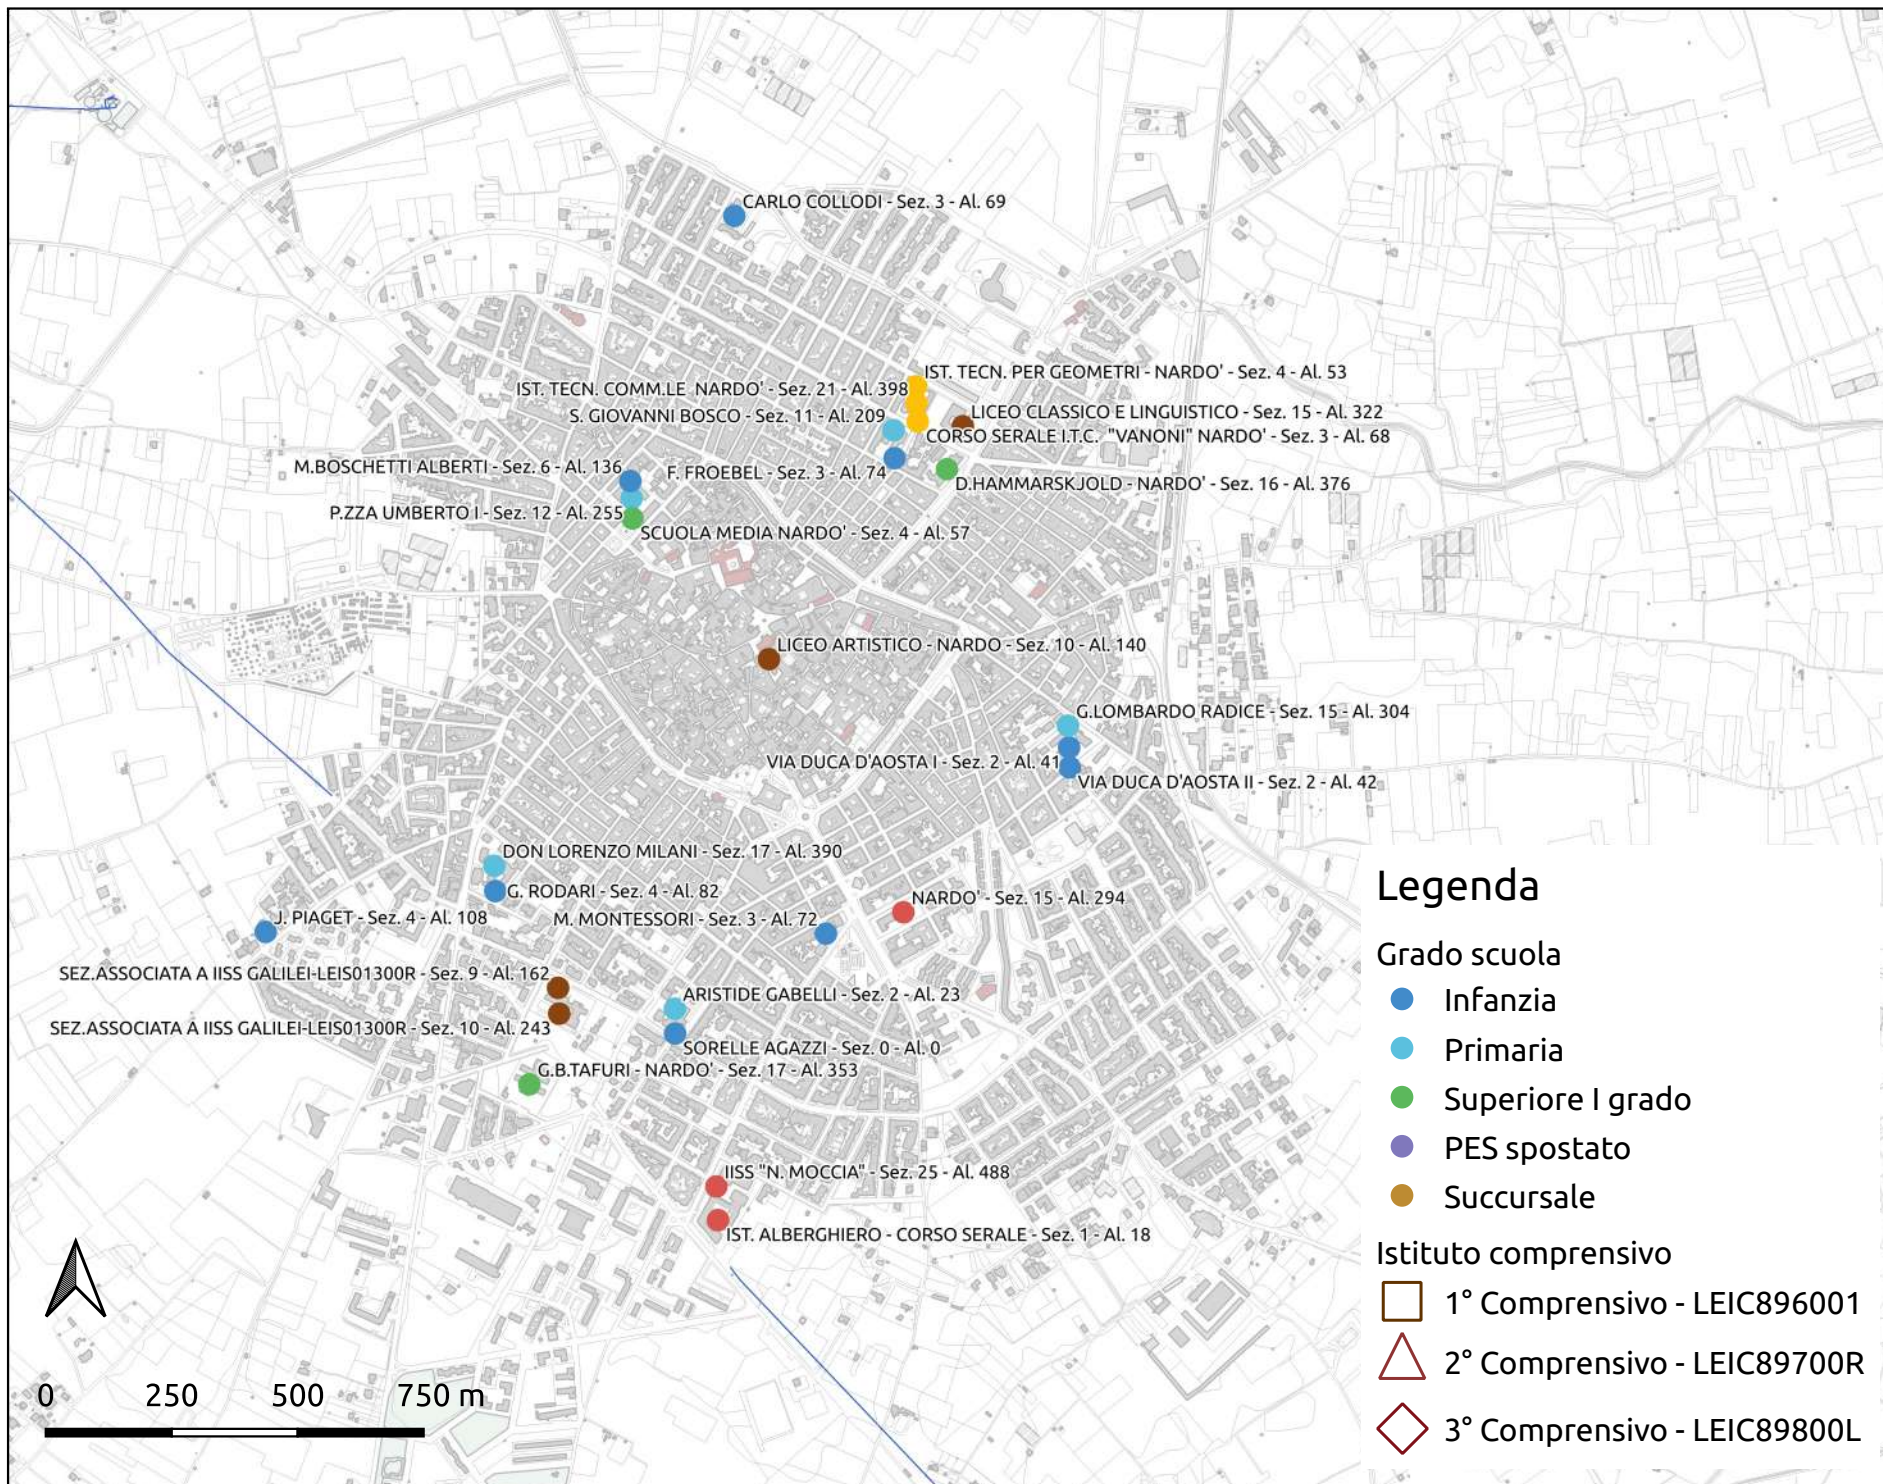 CARLO COLLODI - Sez. 3 - Al. 69
IST. TECN. PER GEOMETRI - NARDO' - Sez. 4 - Al. 53
IST. TECN. COMM.LE  NARDO' - Sez. 21 - Al. 398
LICEO CLASSICO E LINGUISTICO - Sez. 15 - Al. 322
S. GIOVANNI BOSCO - Sez. 11 - Al. 209
CORSO SERALE I.T.C.  "VANONI" NARDO' - Sez. 3 - Al. 68
M.BOSCHETTI ALBERTI - Sez. 6 - Al. 136
F. FROEBEL - Sez. 3 - Al. 74
D.HAMMARSKJOLD - NARDO' - Sez. 16 - Al. 376
P.ZZA UMBERTO I - Sez. 12 - Al. 255
SCUOLA MEDIA NARDO' - Sez. 4 - Al. 57
LICEO ARTISTICO - NARDO - Sez. 10 - Al. 140
G.LOMBARDO RADICE - Sez. 15 - Al. 304
VIA DUCA D'AOSTA I - Sez. 2 - Al. 41
VIA DUCA D'AOSTA II - Sez. 2 - Al. 42
DON LORENZO MILANI - Sez. 17 - Al. 390
G. RODARI - Sez. 4 - Al. 82
NARDO' - Sez. 15 - Al. 294
J. PIAGET - Sez. 4 - Al. 108
M. MONTESSORI - Sez. 3 - Al. 72
SEZ.ASSOCIATA A IISS GALILEI-LEIS01300R - Sez. 9 - Al. 162
ARISTIDE GABELLI - Sez. 2 - Al. 23
SEZ.ASSOCIATA A IISS GALILEI-LEIS01300R - Sez. 10 - Al. 243
SORELLE AGAZZI - Sez. 0 - Al. 0
G.B.TAFURI - NARDO' - Sez. 17 - Al. 353
IISS "N. MOCCIA" - Sez. 25 - Al. 488
IST. ALBERGHIERO - CORSO SERALE - Sez. 1 - Al. 18
0 250 500 750 m
Legenda
Grado scuola
Infanzia
Primaria
Superiore I grado
PES spostato
Succursale
Istituto comprensivo
1° Comprensivo - LEIC896001
2° Comprensivo - LEIC89700R
3° Comprensivo - LEIC89800L